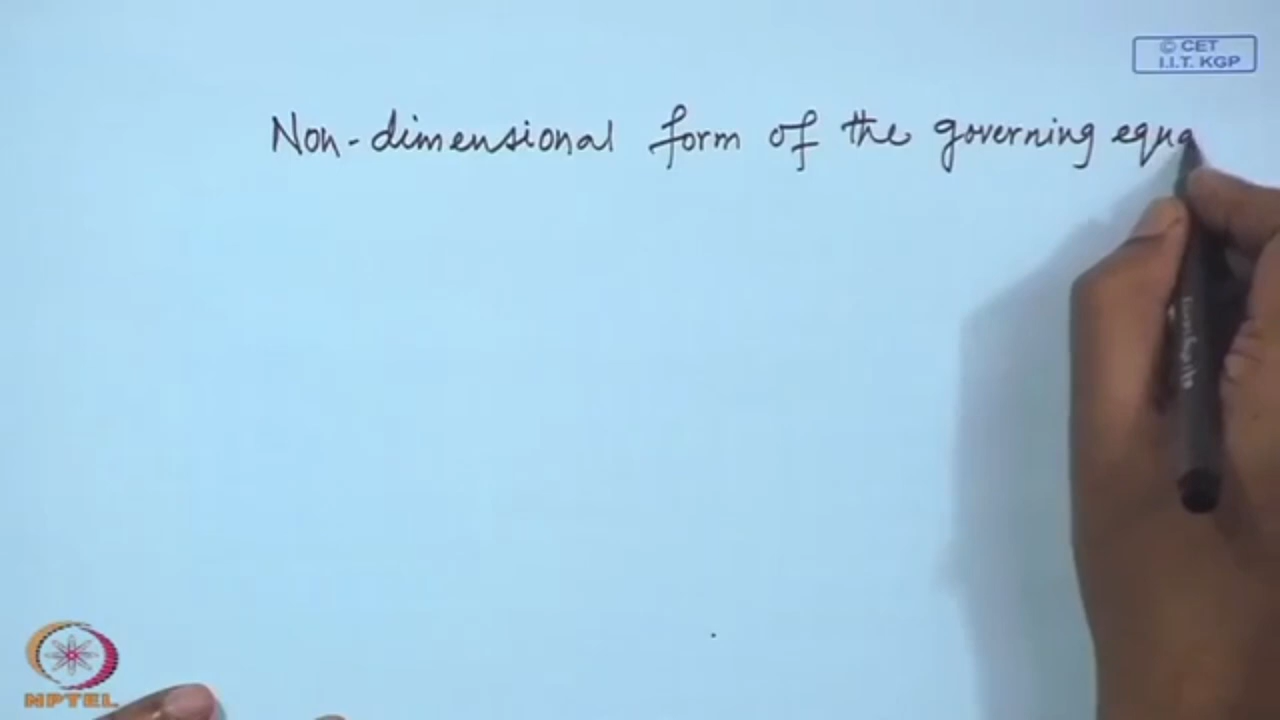 © CET
I.I.T. KGP
Non-dimensional form of the governing equa
NPTEL